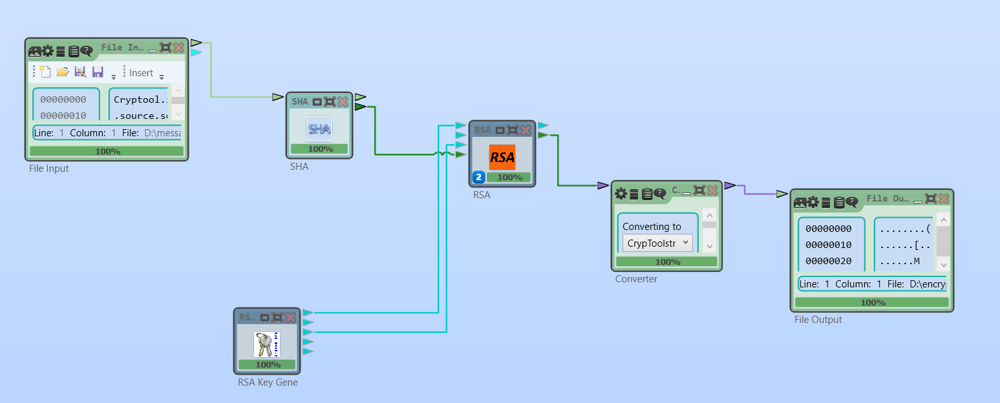 File In...
Insert
00000000
Cryptool.
00000010
.source.s
Line: 1 Column: 1 File: D:\messa
100%
File Input
SHA
SHA
100%
SHA
RSA
RSA
2
100%
RSA
C..
Converting to
CrypToolstr
100%
Converter
File Ou...
00000000
........(
00000010
......[..
00000020
......M
Line: 1 Column: 1 File: D:\encry
100%
File Output
RS...
100%
RSA Key Gene